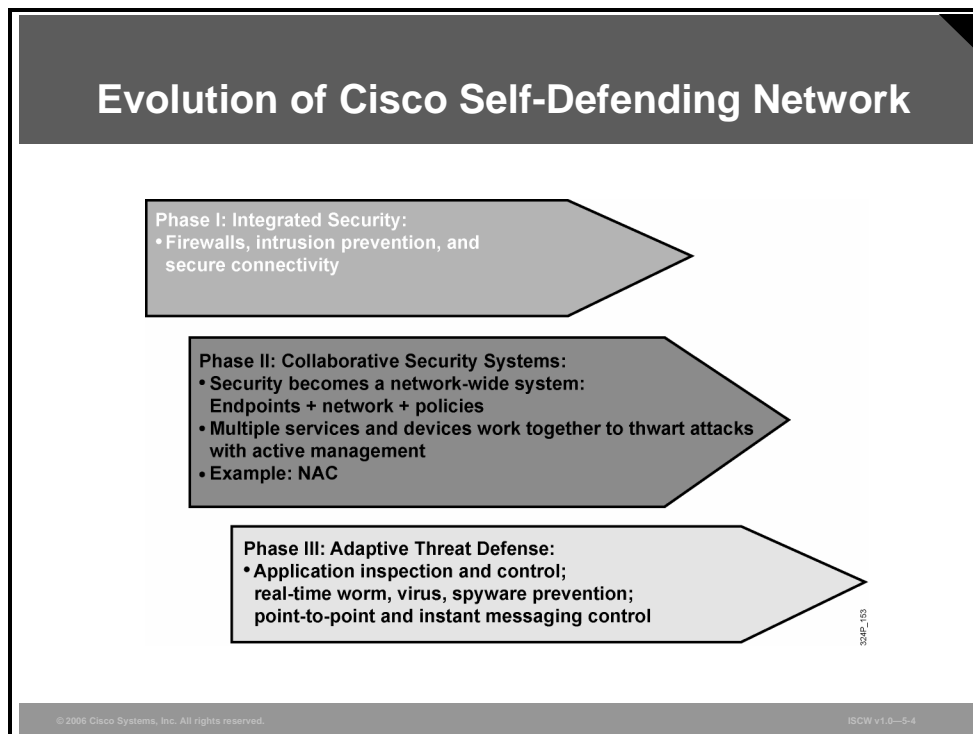 Evolution of Cisco Self-Defending Network
Phase I: Integrated Security:
• Firewalls, intrusion prevention, and
secure connectivity
Phase II: Collaborative Security Systems:
• Security becomes a network-wide system:
Endpoints + network + policies
• Multiple services and devices work together to thwart attacks
with active management
• Example: NAC
Phase III: Adaptive Threat Defense:
• Application inspection and control;
real-time worm, virus, spyware prevention;
point-to-point and instant messaging control
324P_153
© 2006 Cisco Systems, Inc. All rights reserved.
ISCW v1.0—5-4